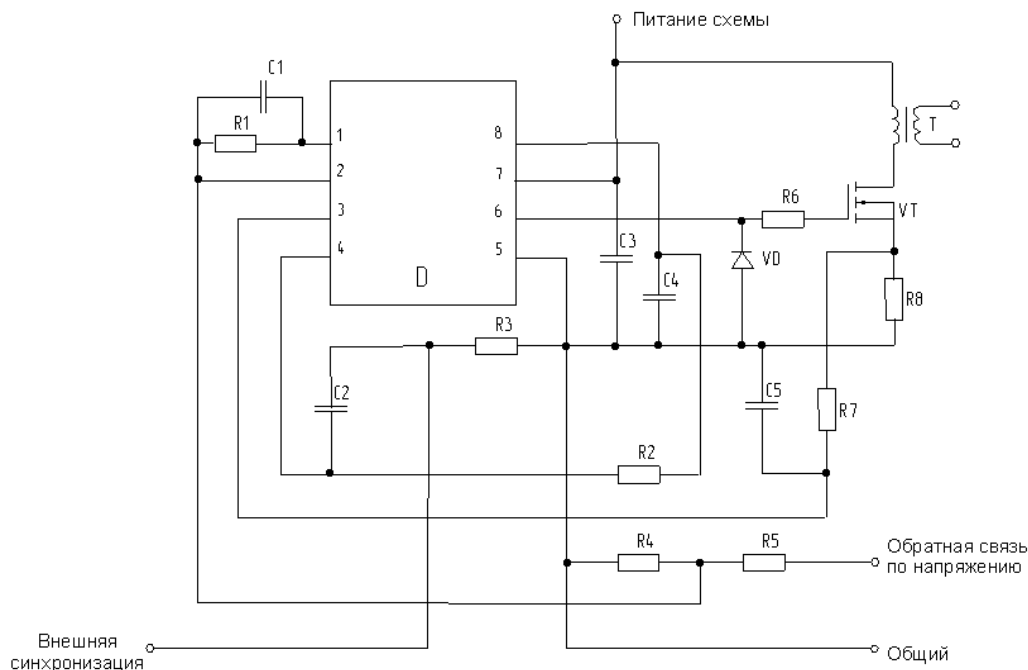 Питание схемы
C1
R1
T
1
8
2
7
3
6
4
5
R6
VT
C3
VD
D
C4
R8
R3
C2
C5
R7
R2
R4
R5
Обратная связь
по напряжению
Внешняя
синхронизация
Общий